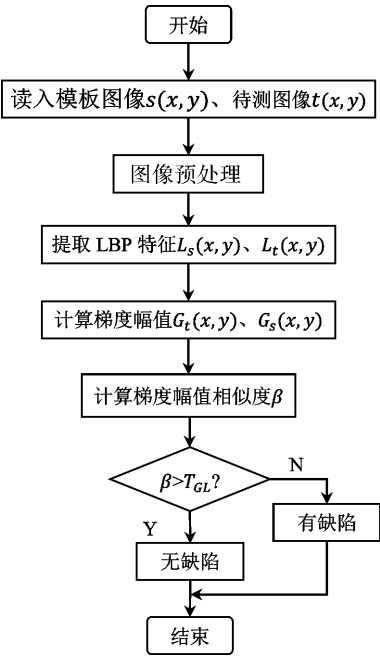 开始
读入模板图像s(x,y)、待测图像t(x,y)
图像预处理
提取 LBP 特征Lₛ(x,y)、Lₜ(x,y)
计算梯度幅值Gₜ(x,y)、Gₛ(x,y)
计算梯度幅值相似度β
β>T_GL?
N
有缺陷
Y
无缺陷
结束